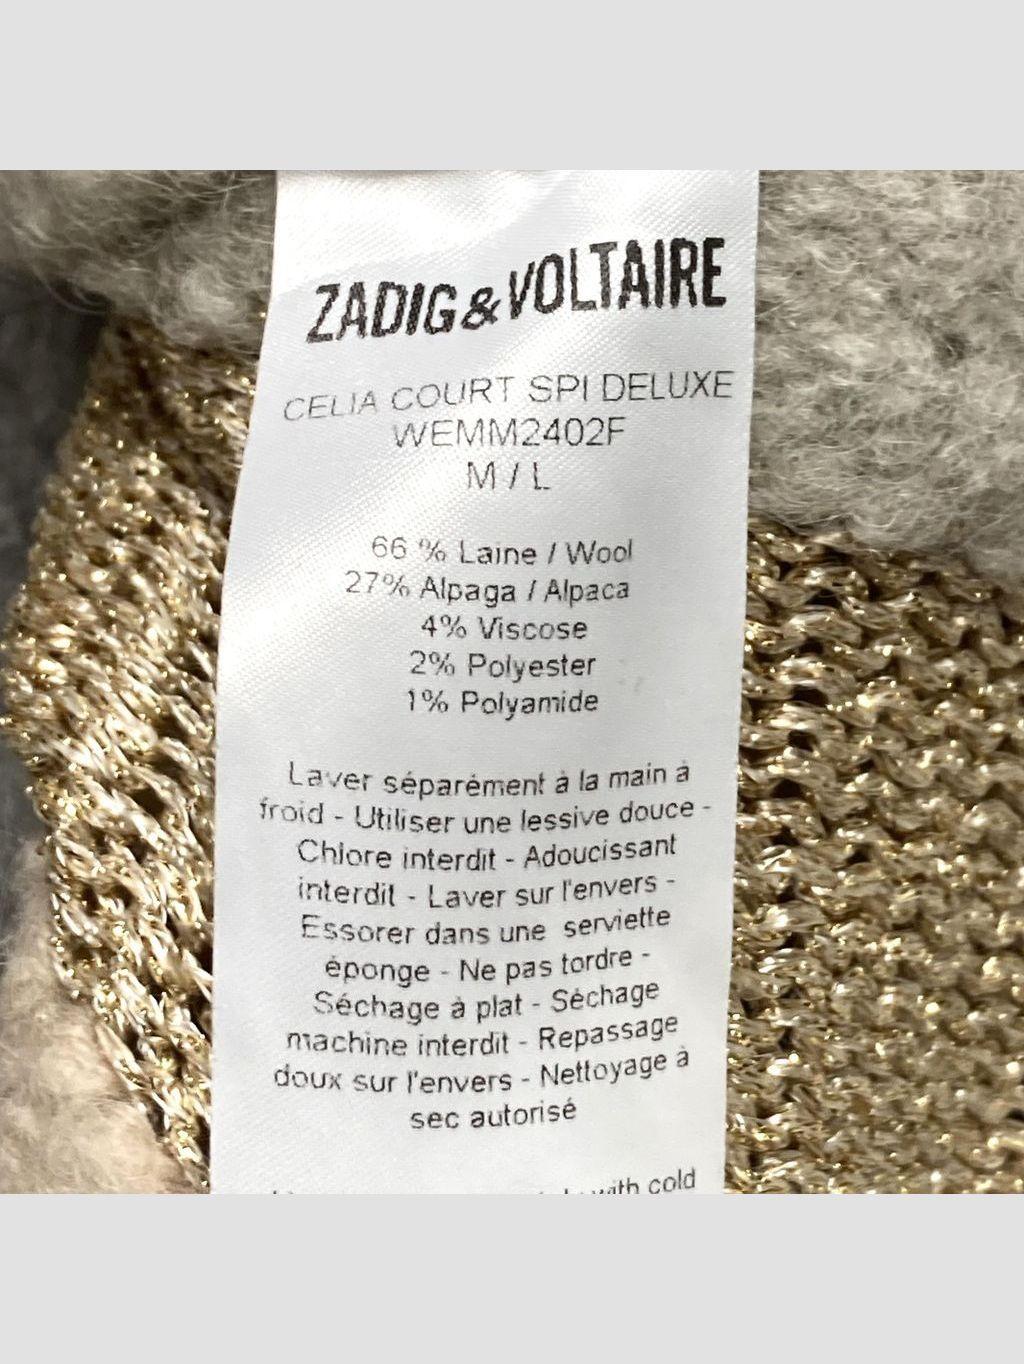 ZADIG&VOLTAIRE
CELIA COURT SPI DELUXE
WEMM2402F
M / L
66 % Laine / Wool
27% Alpaga / Alpaca
4% Viscose
2% Polyester
1% Polyamide
Laver séparément à la main à
froid - Utiliser une lessive douce -
Chlore interdit - Adoucissant
interdit - Laver sur l'envers -
Essorer dans une serviette
éponge - Ne pas tordre -
Séchage à plat - Séchage
machine interdit - Repassage
doux sur l'envers - Nettoyage à
sec autorisé
with cold